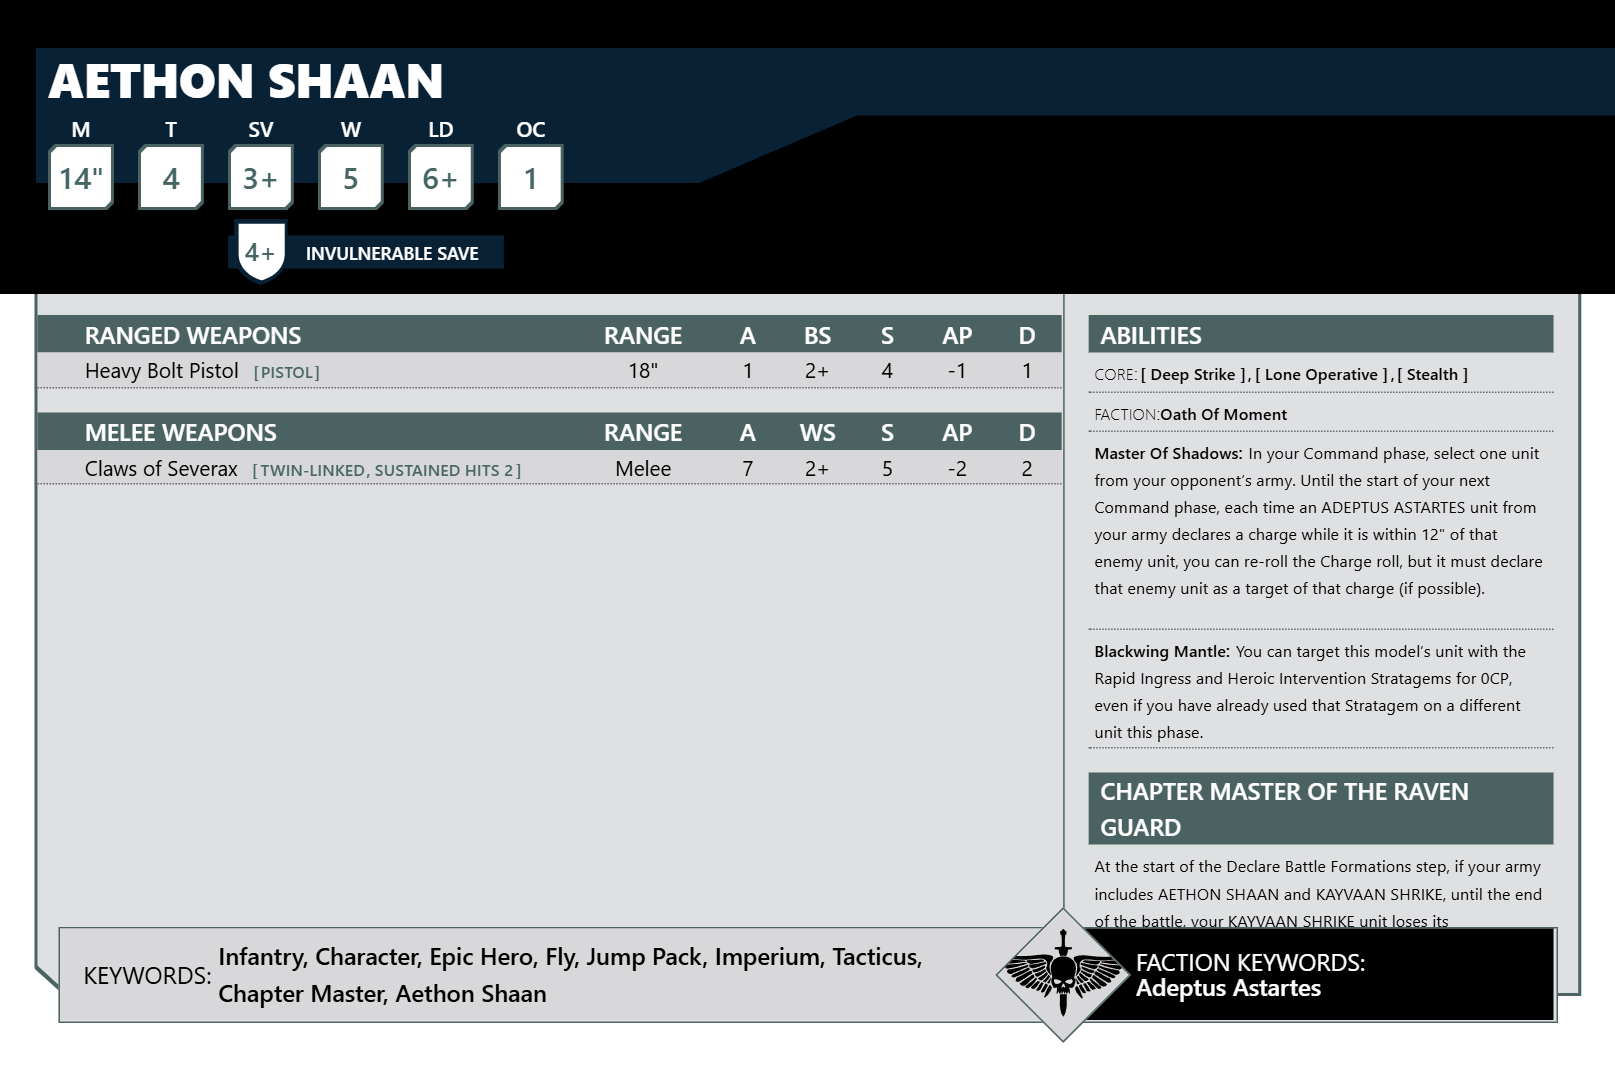 AETHON SHAAN
M T SV W LD OC
14" 4 3+ 5 6+ 1
4+ INVULNERABLE SAVE
RANGED WEAPONS RANGE A BS S AP D
Heavy Bolt Pistol [PISTOL] 18" 1 2+ 4 -1 1
MELEE WEAPONS RANGE A WS S AP D
Claws of Severax [TWIN-LINKED, SUSTAINED HITS 2] Melee 7 2+ 5 -2 2
ABILITIES
CORE: [ Deep Strike ], [ Lone Operative ], [ Stealth ]
FACTION:Oath Of Moment
Master Of Shadows: In your Command phase, select one unit
from your opponent's army. Until the start of your next
Command phase, each time an ADEPTUS ASTARTES unit from
your army declares a charge while it is within 12" of that
enemy unit, you can re-roll the Charge roll, but it must declare
that enemy unit as a target of that charge (if possible).
Blackwing Mantle: You can target this model's unit with the
Rapid Ingress and Heroic Intervention Stratagems for 0CP,
even if you have already used that Stratagem on a different
unit this phase.
CHAPTER MASTER OF THE RAVEN
GUARD
At the start of the Declare Battle Formations step, if your army
includes AETHON SHAAN and KAYVAAN SHRIKE, until the end
of the battle, your KAYVAAN SHRIKE unit loses its
KEYWORDS: Infantry, Character, Epic Hero, Fly, Jump Pack, Imperium, Tacticus,
Chapter Master, Aethon Shaan
FACTION KEYWORDS:
Adeptus Astartes